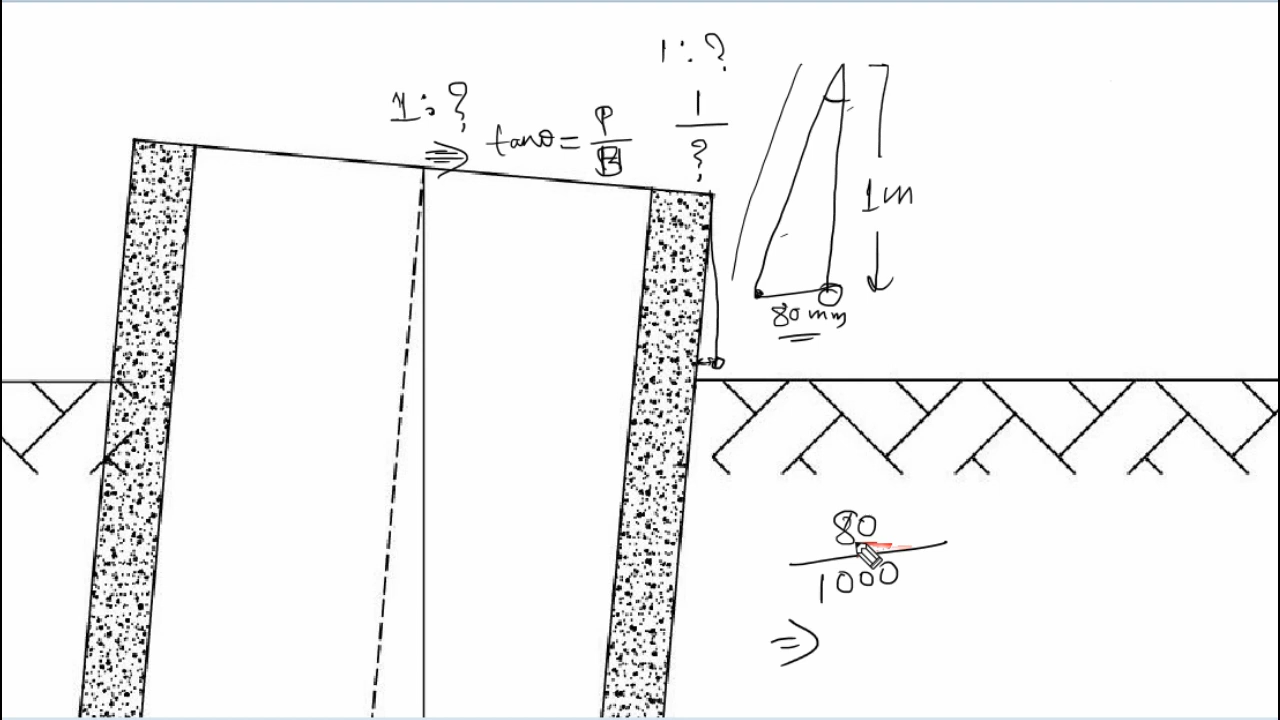 1:?
1:?
⇒ tanθ = P/B
1/?
1m
80 mm
80
1000
⇒